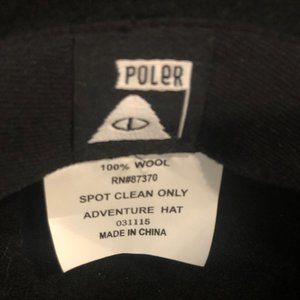 POLeR
100% WOOL
RN#87370
SPOT CLEAN ONLY
ADVENTURE HAT
031115
MADE IN CHINA